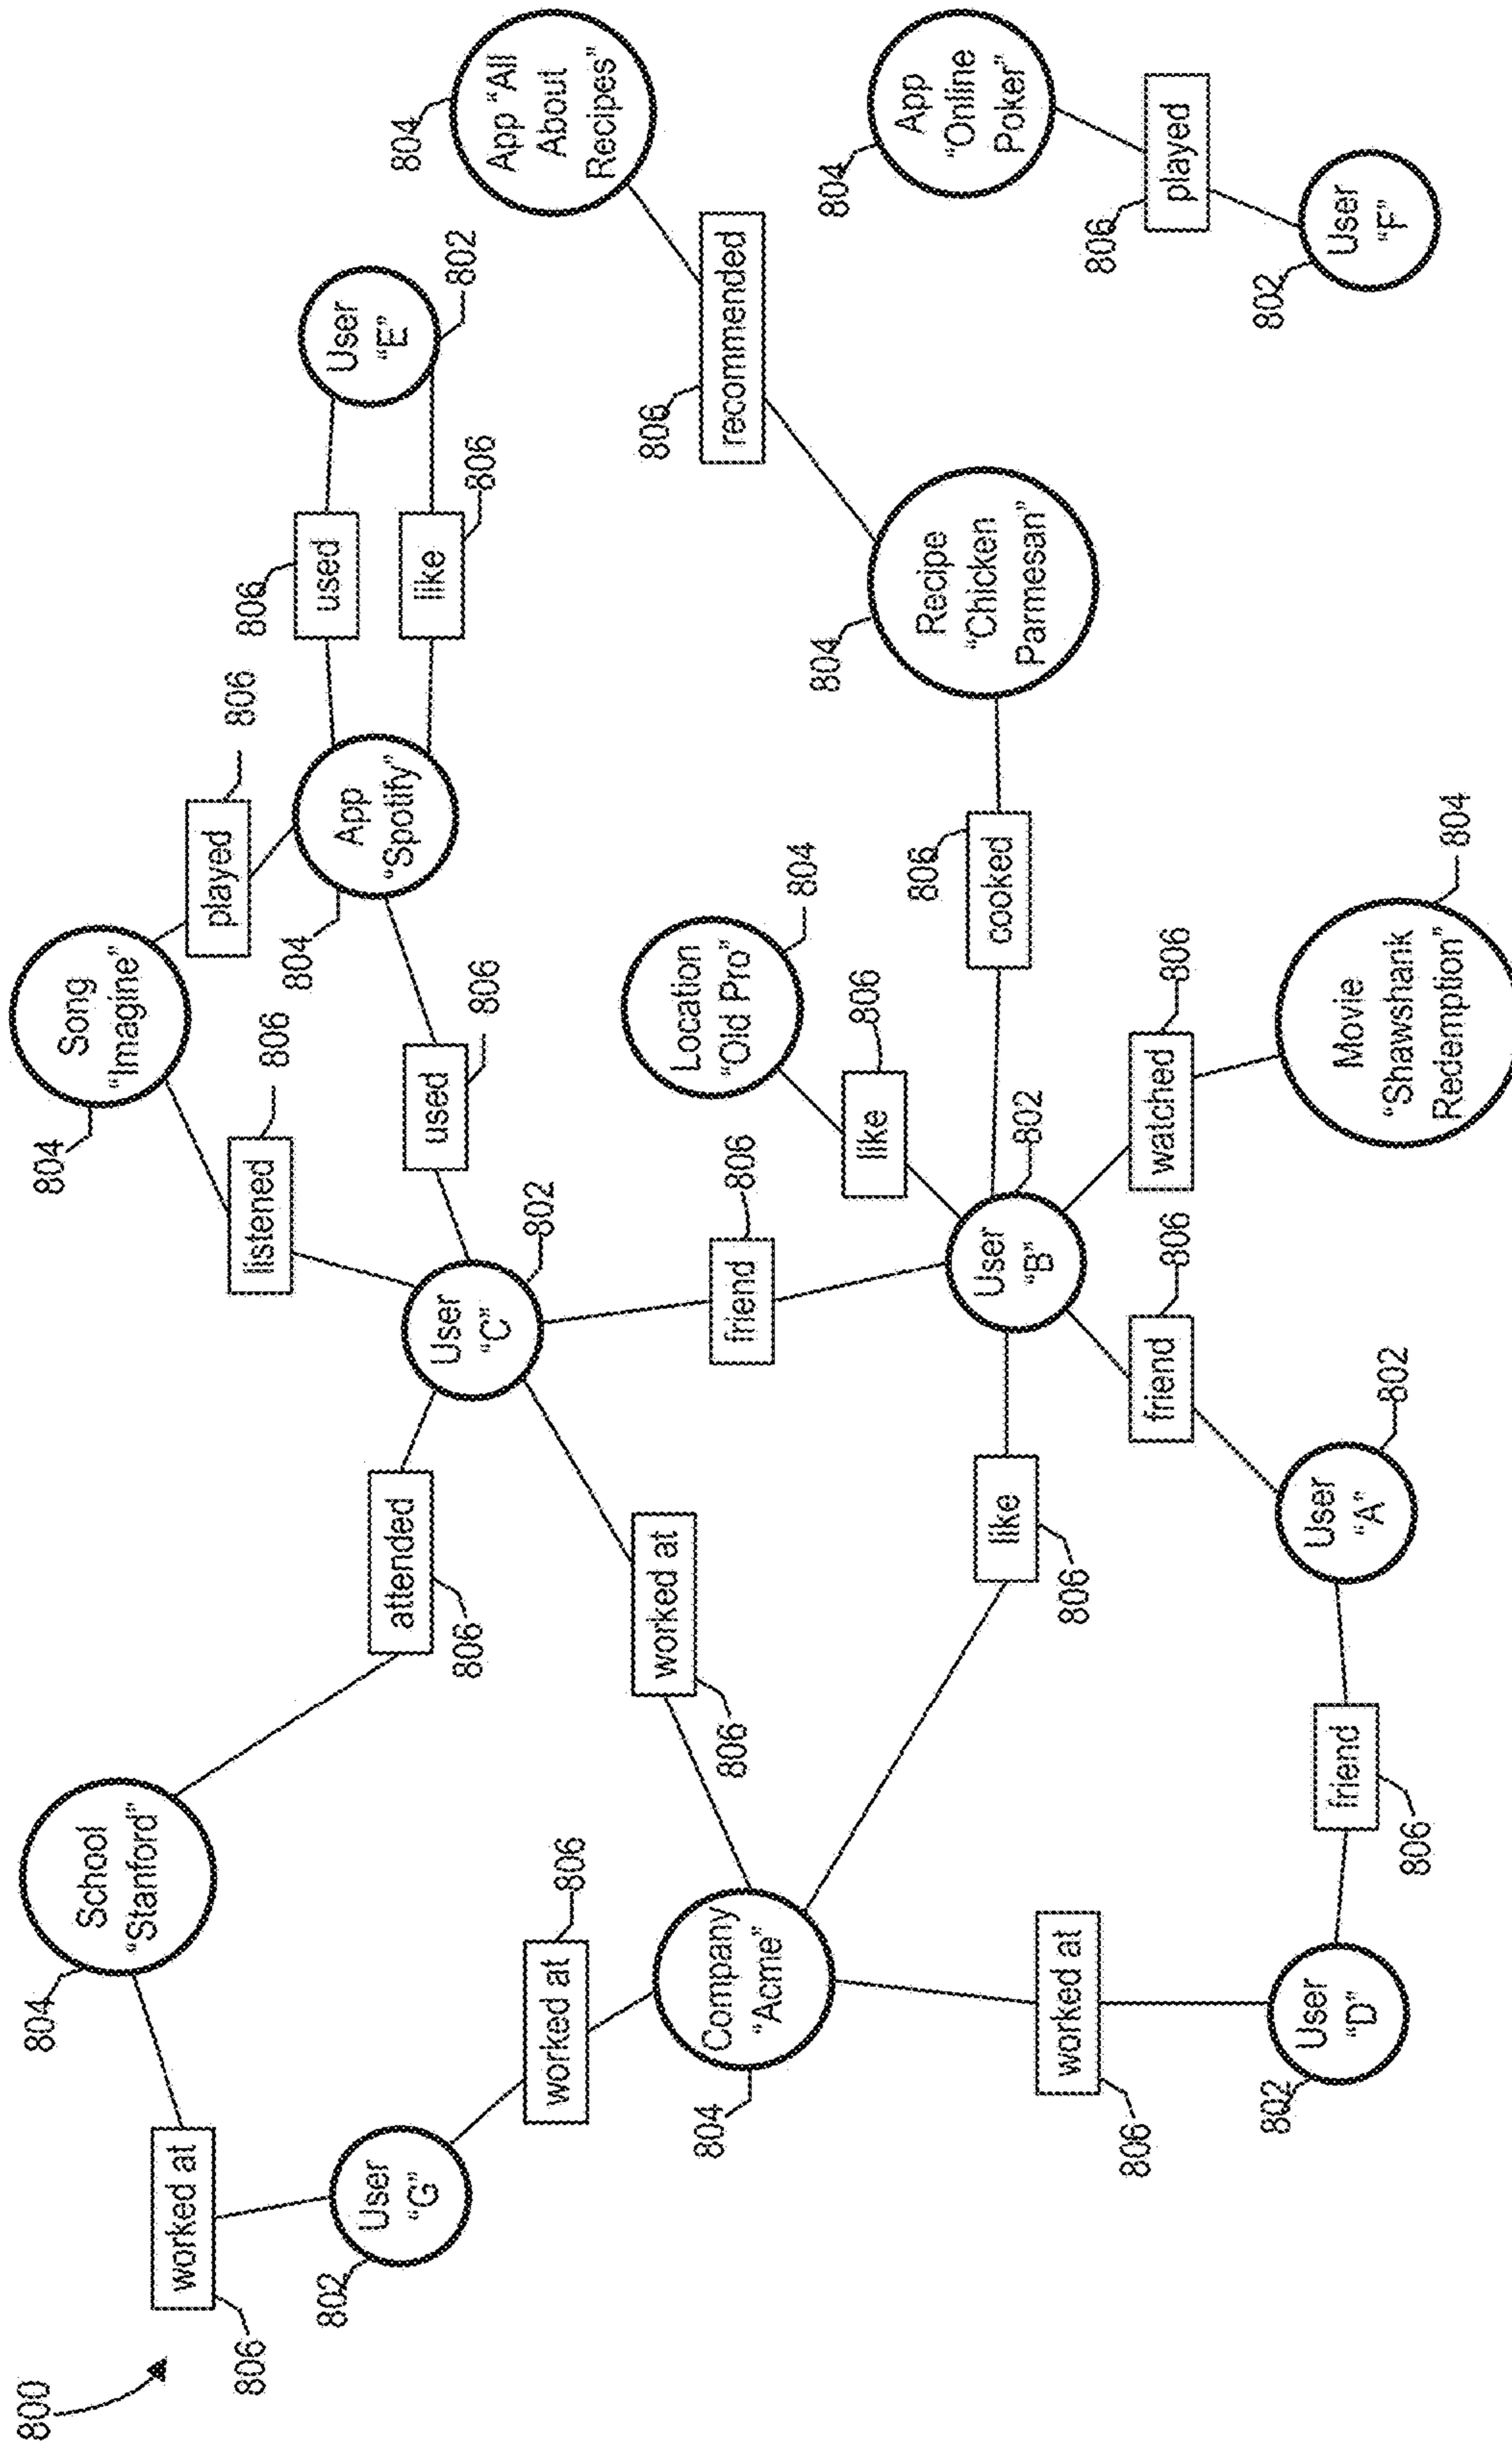 800
806
worked at
804
School
“Stanford”
806
attended
804
Song
“Imagine”
806
listened
806
played
802
User
“G”
806
worked at
802
User
“C”
806
used
804
App
“Spotify”
806
used
806
like
802
User
“E”
804
App “All
About
Recipes”
806
recommended
806
worked at
804
Company
“Acme”
806
friend
804
Location
“Old Pro”
806
like
806
like
802
User
“B”
806
cooked
804
Recipe
“Chicken
Parmesan”
804
App
“Online
Poker”
806
worked at
806
friend
806
watched
806
played
802
User
“D”
806
friend
802
User
“A”
804
Movie
“Shawshank
Redemption”
802
User
“F”